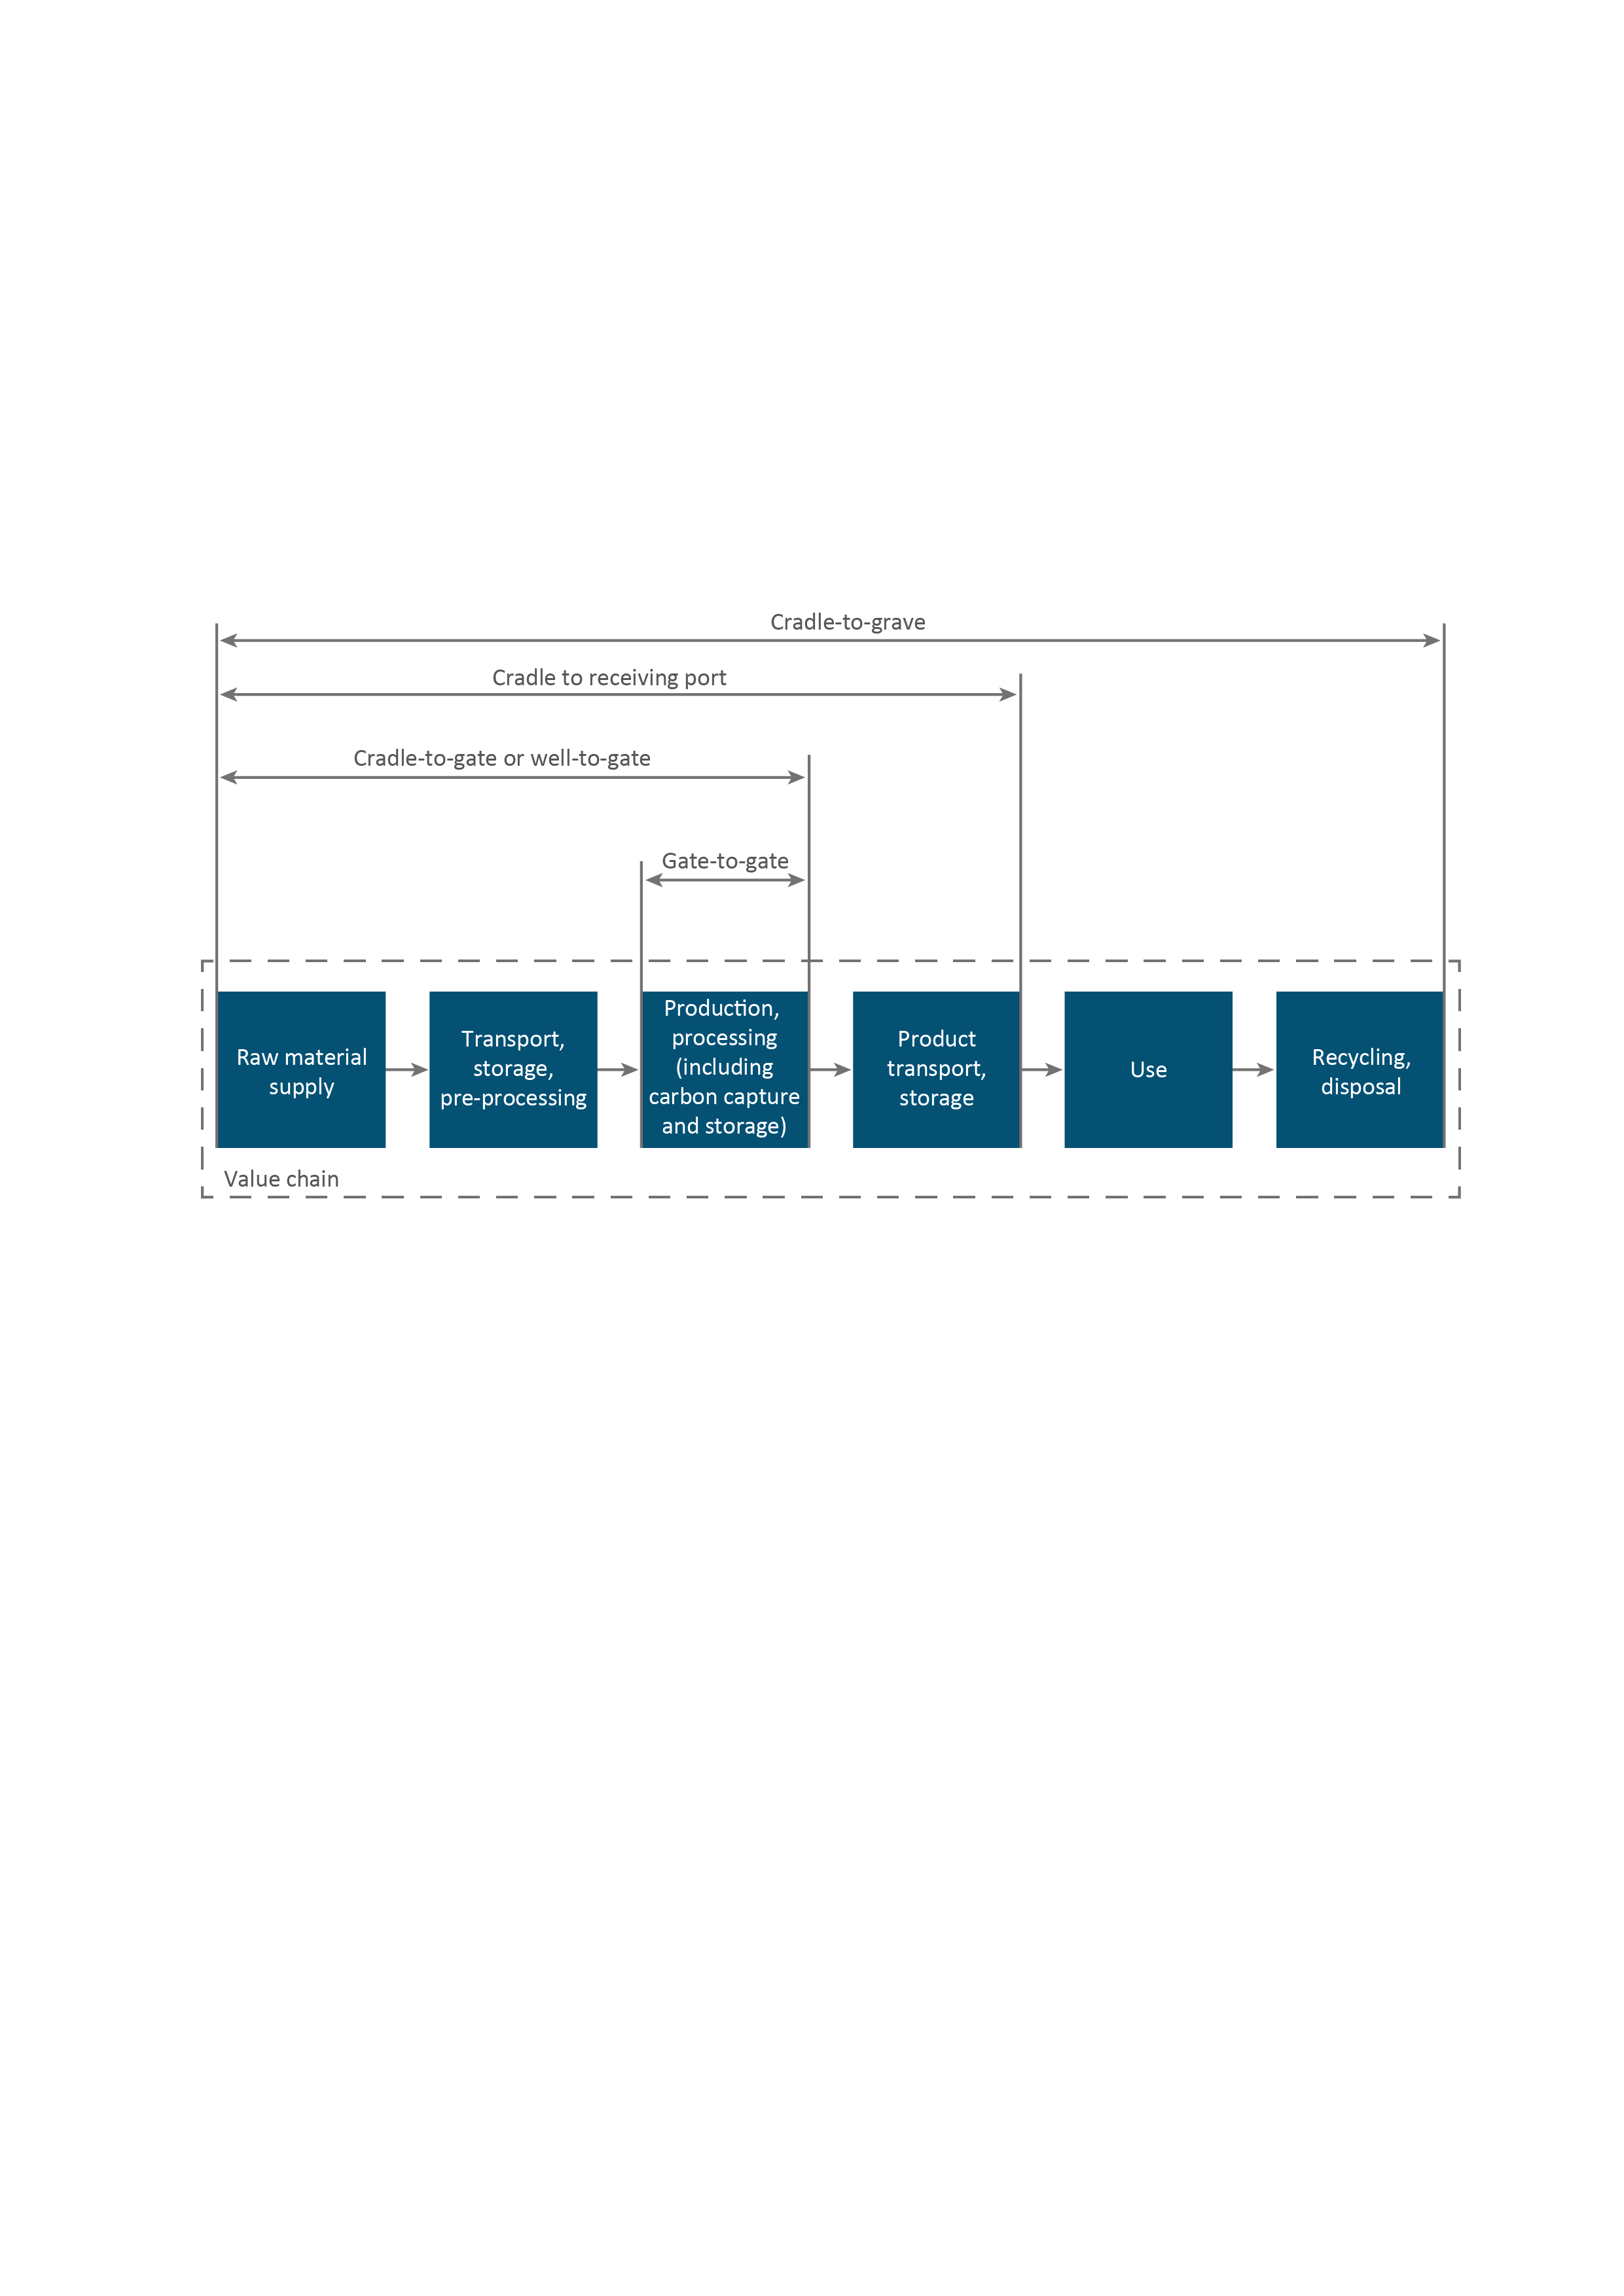 Cradle-to-grave
Cradle to receiving port
Cradle-to-gate or well-to-gate
Gate-to-gate
Raw material
supply
Transport,
storage,
pre-processing
Production,
processing
(including
carbon capture
and storage)
Product
transport,
storage
Use
Recycling,
disposal
Value chain